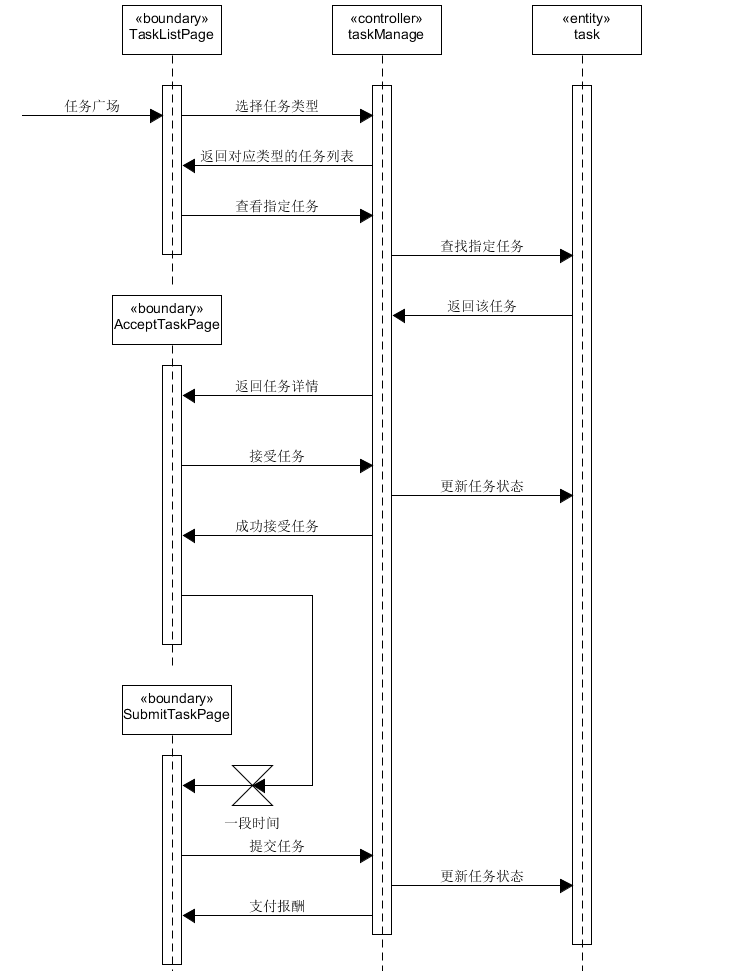 «boundary»
TaskListPage
«controller»
taskManage
«entity»
task
任务广场
选择任务类型
返回对应类型的任务列表
查看指定任务
查找指定任务
«boundary»
AcceptTaskPage
返回该任务
返回任务详情
接受任务
更新任务状态
成功接受任务
«boundary»
SubmitTaskPage
一段时间
提交任务
更新任务状态
支付报酬